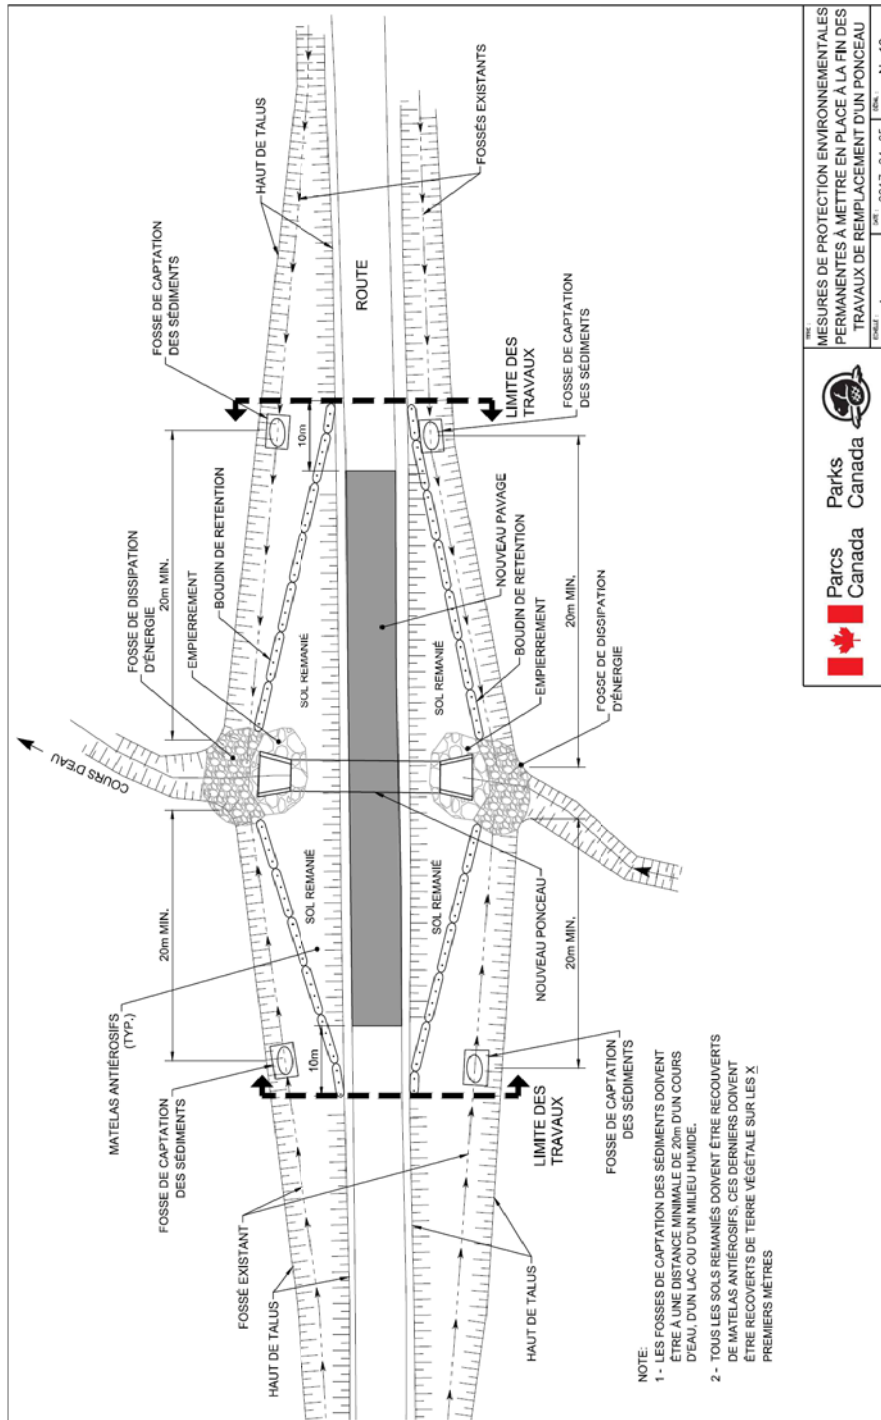 COURS D'EAU
FOSSE DE DISSIPATION
D'ÉNERGIE
20m MIN.
EMPIERREMENT
BOUDIN DE RETENTION
FOSSE DE CAPTATION
DES SÉDIMENTS
HAUT DE TALUS
FOSSÉS EXISTANTS
MATELAS ANTIÉROSIFS
(TYP.)
20m MIN.
FOSSE DE CAPTATION
DES SÉDIMENTS
FOSSÉ EXISTANT
HAUT DE TALUS
10m
10m
SOL REMANIÉ
SOL REMANIÉ
ROUTE
SOL REMANIÉ
SOL REMANIÉ
LIMITE DES
TRAVAUX
LIMITE DES
TRAVAUX
NOUVEAU PONCEAU
NOUVEAU PAVAGE
BOUDIN DE RETENTION
EMPIERREMENT
20m MIN.
20m MIN.
FOSSE DE CAPTATION
DES SÉDIMENTS
FOSSE DE DISSIPATION
D'ÉNERGIE
FOSSE DE CAPTATION
DES SÉDIMENTS
HAUT DE TALUS
NOTE:
1 - LES FOSSES DE CAPTATION DES SÉDIMENTS DOIVENT
ÊTRE À UNE DISTANCE MINIMALE DE 20m D'UN COURS
D'EAU, D'UN LAC OU D'UN MILIEU HUMIDE.
2 - TOUS LES SOLS REMANIÉS DOIVENT ÊTRE RECOUVERTS
DE MATELAS ANTIÉROSIFS, CES DERNIERS DOIVENT
ÊTRE RECOVERTS DE TERRE VÉGÉTALE SUR LES X
PREMIERS MÈTRES
Parcs Parks
Canada Canada
TITRE :
MESURES DE PROTECTION ENVIRONNEMENTALES
PERMANENTES À METTRE EN PLACE À LA FIN DES
TRAVAUX DE REMPLACEMENT D'UN PONCEAU
ÉCHELLE :
DATE :